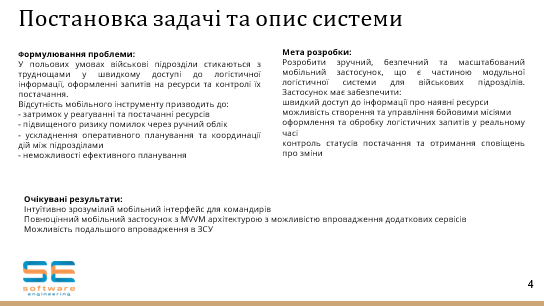 Постановка задачі та опис системи
Формулювання проблеми:
У польових умовах військові підрозділи стикаються з
труднощами у швидкому доступі до логістичної
інформації, оформленні запитів на ресурси та контролі їх
постачання.
Відсутність мобільного інструменту призводить до:
- затримок у реагуванні та постачанні ресурсів
- підвищеного ризику помилок через ручний облік
- ускладнення оперативного планування та координації
дій між підрозділами
- неможливості ефективного планування
Мета розробки:
Розробити зручний, безпечний та масштабований
мобільний застосунок, що є частиною модульної
логістичної системи для військових підрозділів.
Застосунок має забезпечити:
швидкий доступ до інформації про наявні ресурси
можливість створення та управління бойовими місіями
оформлення та обробку логістичних запитів у реальному
часі
контроль статусів постачання та отримання сповіщень
про зміни
Очікувані результати:
Інтуїтивно зрозумілий мобільний інтерфейс для командирів
Повноцінний мобільний застосунок з MVVM архітектурою з можливістю впровадження додаткових сервісів
Можливість подальшого впровадження в ЗСУ
SE
software
engineering
4